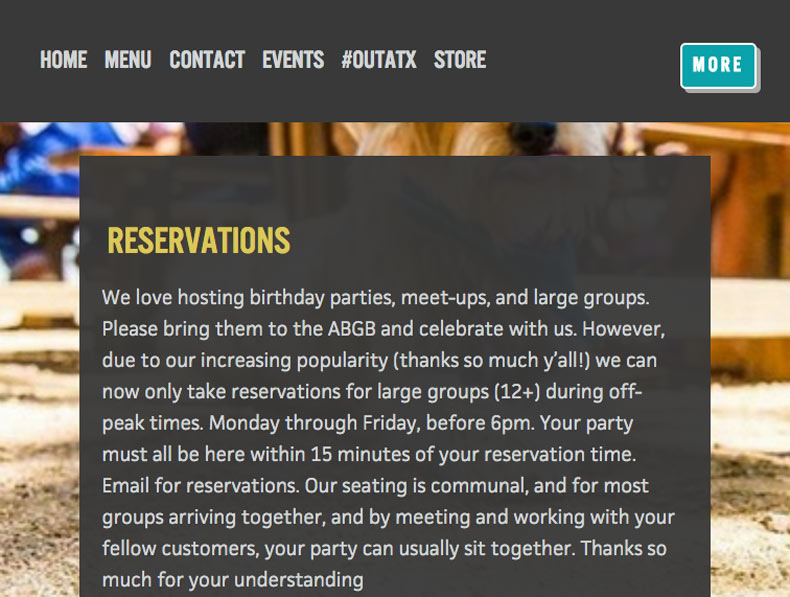 HOME MENU CONTACT EVENTS #OUTATX STORE MORE
RESERVATIONS
We love hosting birthday parties, meet-ups, and large groups.
Please bring them to the ABGB and celebrate with us. However,
due to our increasing popularity (thanks so much y'all!) we can
now only take reservations for large groups (12+) during off-
peak times. Monday through Friday, before 6pm. Your party
must all be here within 15 minutes of your reservation time.
Email for reservations. Our seating is communal, and for most
groups arriving together, and by meeting and working with your
fellow customers, your party can usually sit together. Thanks so
much for your understanding